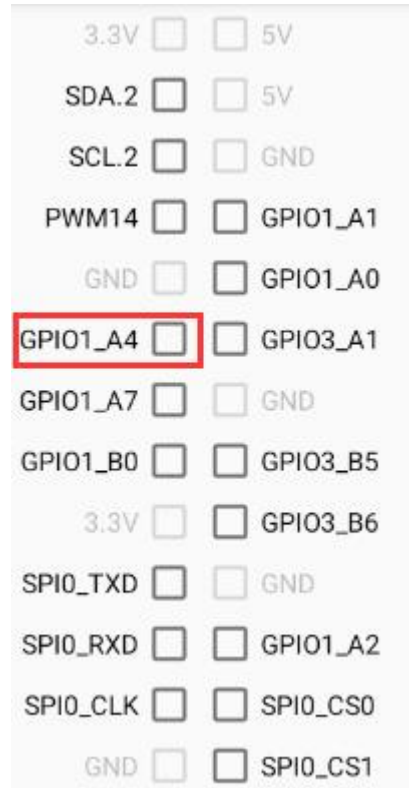 3.3V 5V
SDA.2 5V
SCL.2 GND
PWM14 GPIO1_A1
GND GPIO1_A0
GPIO1_A4 GPIO3_A1
GPIO1_A7 GND
GPIO1_B0 GPIO3_B5
3.3V GPIO3_B6
SPI0_TXD GND
SPI0_RXD GPIO1_A2
SPI0_CLK SPI0_CS0
GND SPI0_CS1